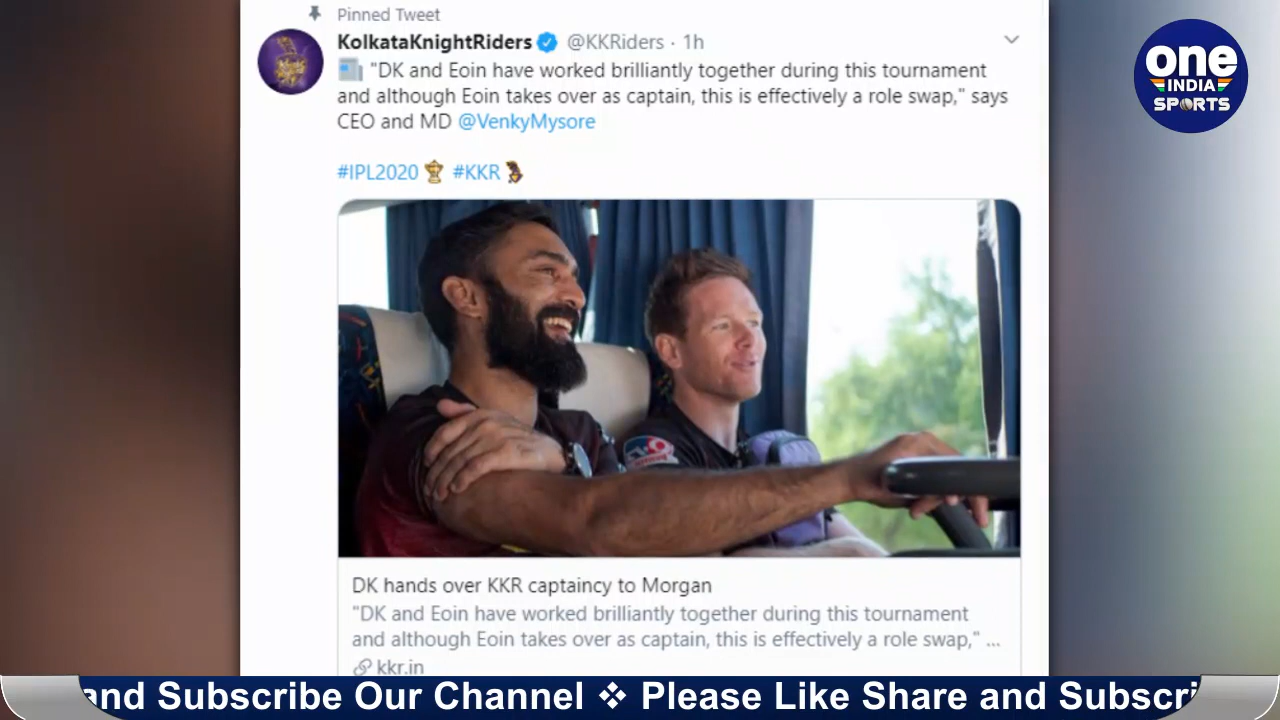 Pinned Tweet
KolkataKnightRiders @KKRiders · 1h
"DK and Eoin have worked brilliantly together during this tournament
and although Eoin takes over as captain, this is effectively a role swap," says
CEO and MD @VenkyMysore
#IPL2020 #KKR
one
INDIA
SPORTS
DK hands over KKR captaincy to Morgan
"DK and Eoin have worked brilliantly together during this tournament
and although Eoin takes over as captain, this is effectively a role swap," ...
kkr.in
and Subscribe Our Channel ❖ Please Like Share and Subscri